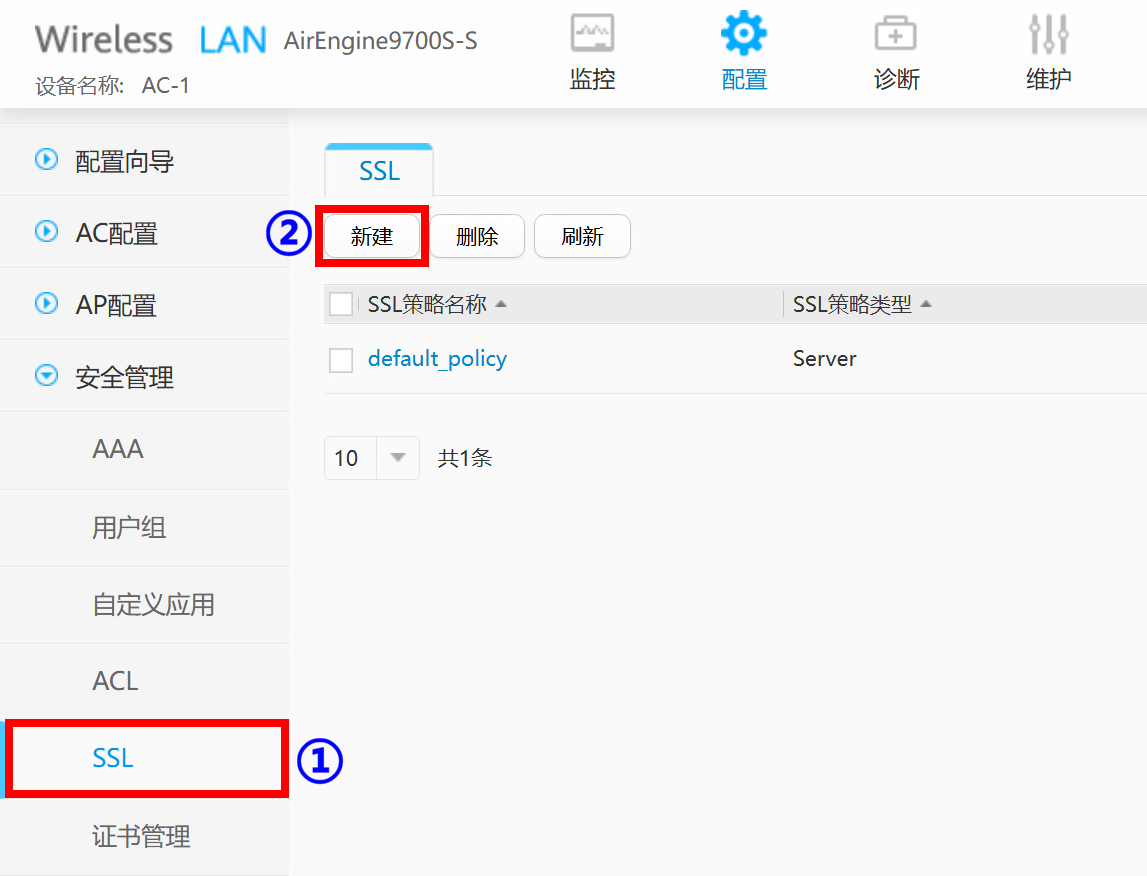 Wireless LAN AirEngine9700S-S
设备名称: AC-1
监控
配置
诊断
维护
配置向导
AC配置
AP配置
安全管理
AAA
用户组
自定义应用
ACL
SSL
①
证书管理
SSL
②
新建 删除 刷新
SSL策略名称 SSL策略类型
default_policy Server
10 共1条